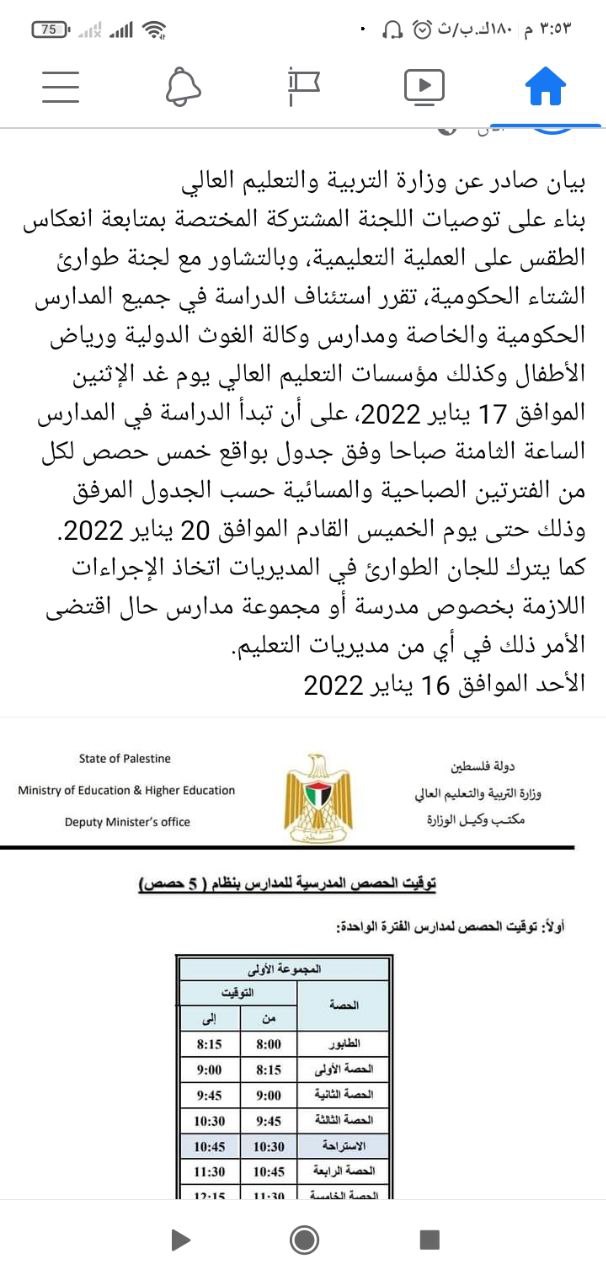 ٣:٥٣ م ١٨٠ك.ب/ث
75
بيان صادر عن وزارة التربية والتعليم العالي
بناء على توصيات اللجنة المشتركة المختصة بمتابعة انعكاس
الطقس على العملية التعليمية، وبالتشاور مع لجنة طوارئ
الشتاء الحكومية، تقرر استئناف الدراسة في جميع المدارس
الحكومية والخاصة ومدارس وكالة الغوث الدولية ورياض
الأطفال وكذلك مؤسسات التعليم العالي يوم غد الإثنين
الموافق 17 يناير 2022، على أن تبدأ الدراسة في المدارس
الساعة الثامنة صباحا وفق جدول بواقع خمس حصص لكل
من الفترتين الصباحية والمسائية حسب الجدول المرفق
وذلك حتى يوم الخميس القادم الموافق 20 يناير 2022.
كما يترك للجان الطوارئ في المديريات اتخاذ الإجراءات
اللازمة بخصوص مدرسة أو مجموعة مدارس حال اقتضى
الأمر ذلك في أي من مديريات التعليم.
الأحد الموافق 16 يناير 2022
دولة فلسطين
وزارة التربية والتعليم العالي
مكتب وكيل الوزارة
State of Palestine
Ministry of Education & Higher Education
Deputy Minister's office
توقيت الحصص المدرسية للمدارس بنظام ( 5 حصص)
أولاً: توقيت الحصص لمدارس الفترة الواحدة:
المجموعة الأولى
الحصة التوقيت
من إلى
الطابور 8:00 8:15
الحصة الأولى 8:15 9:00
الحصة الثانية 9:00 9:45
الحصة الثالثة 9:45 10:30
الاستراحة 10:30 10:45
الحصة الرابعة 10:45 11:30
الحصة الخامسة 11:30 12:15